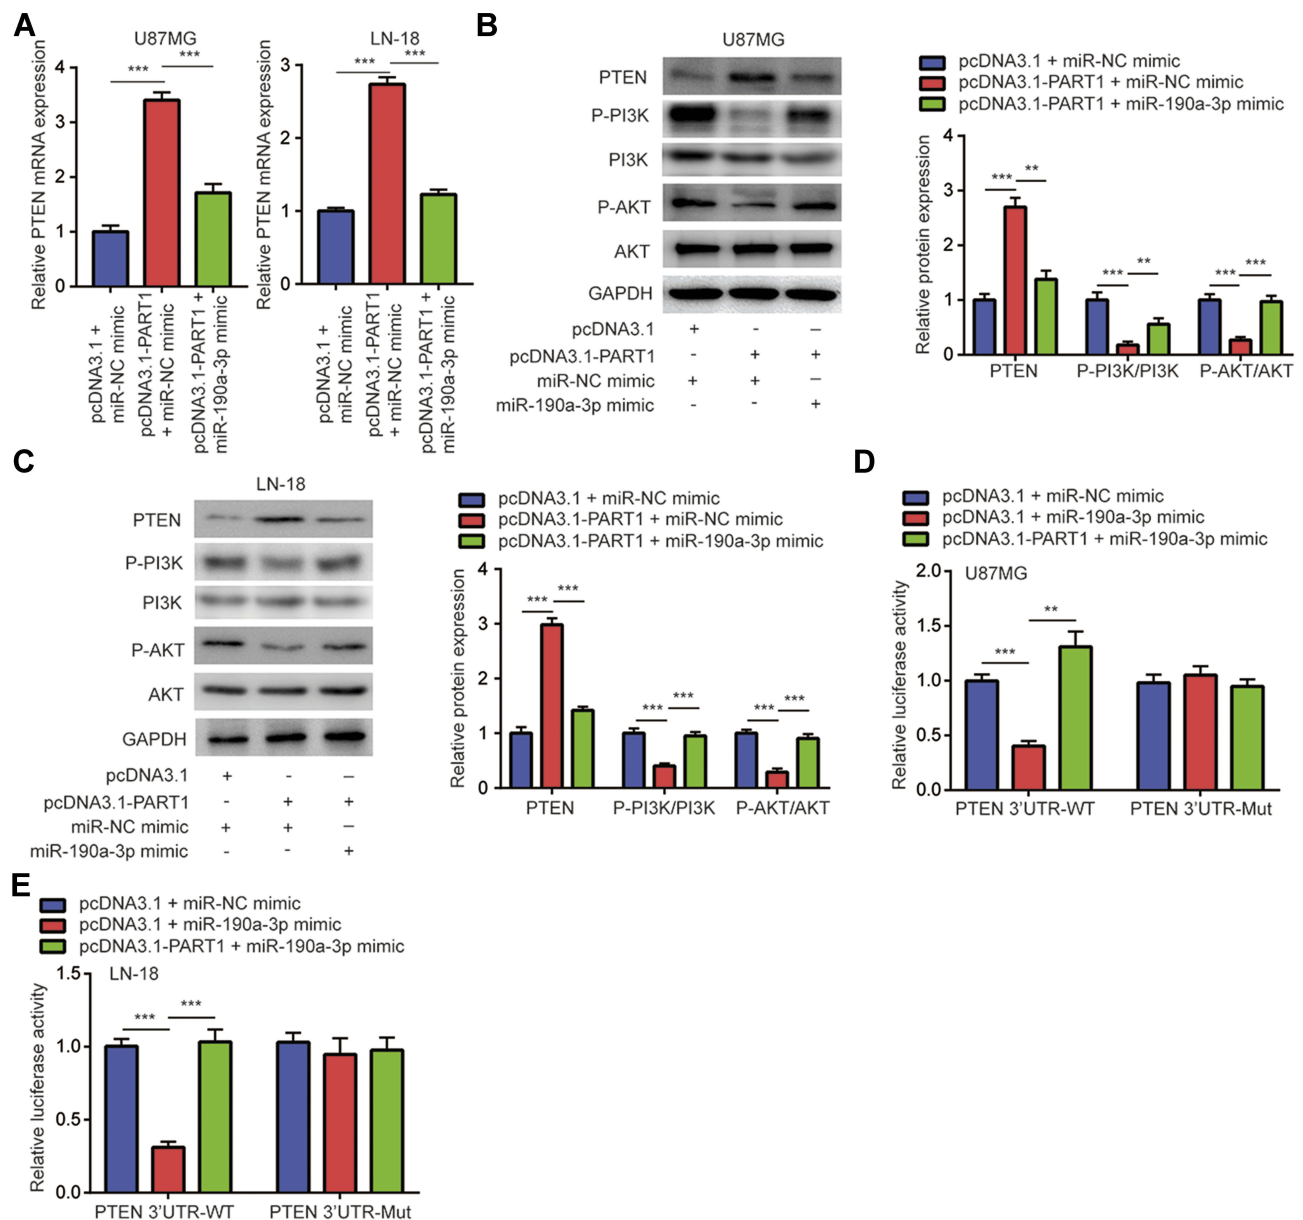 A
U87MG
LN-18
Relative PTEN mRNA expression
4
3
2
1
0
***
***
pcDNA3.1 +
miR-NC mimic
pcDNA3.1-PART1
+ miR-NC mimic
pcDNA3.1-PART1 +
miR-190a-3p mimic
Relative PTEN mRNA expression
3
2
1
0
***
***
pcDNA3.1 +
miR-NC mimic
pcDNA3.1-PART1
+ miR-NC mimic
pcDNA3.1-PART1 +
miR-190a-3p mimic
B
U87MG
PTEN
P-PI3K
PI3K
P-AKT
AKT
GAPDH
pcDNA3.1 + - –
pcDNA3.1-PART1 - + +
miR-NC mimic + + –
miR-190a-3p mimic - - +
pcDNA3.1 + miR-NC mimic
pcDNA3.1-PART1 + miR-NC mimic
pcDNA3.1-PART1 + miR-190a-3p mimic
Relative protein expression
4
3
2
1
0
*** **
*** **
*** ***
PTEN P-PI3K/PI3K P-AKT/AKT
C
LN-18
PTEN
P-PI3K
PI3K
P-AKT
AKT
GAPDH
pcDNA3.1 + - –
pcDNA3.1-PART1 - + +
miR-NC mimic + + –
miR-190a-3p mimic - - +
pcDNA3.1 + miR-NC mimic
pcDNA3.1-PART1 + miR-NC mimic
pcDNA3.1-PART1 + miR-190a-3p mimic
Relative protein expression
4
3
2
1
0
*** ***
*** ***
*** ***
PTEN P-PI3K/PI3K P-AKT/AKT
D
pcDNA3.1 + miR-NC mimic
pcDNA3.1 + miR-190a-3p mimic
pcDNA3.1-PART1 + miR-190a-3p mimic
U87MG
Relative luciferase activity
2.0
1.5
1.0
0.5
0.0
*** **
PTEN 3'UTR-WT PTEN 3'UTR-Mut
E
pcDNA3.1 + miR-NC mimic
pcDNA3.1 + miR-190a-3p mimic
pcDNA3.1-PART1 + miR-190a-3p mimic
LN-18
Relative luciferase activity
1.5
1.0
0.5
0.0
*** ***
PTEN 3'UTR-WT PTEN 3'UTR-Mut